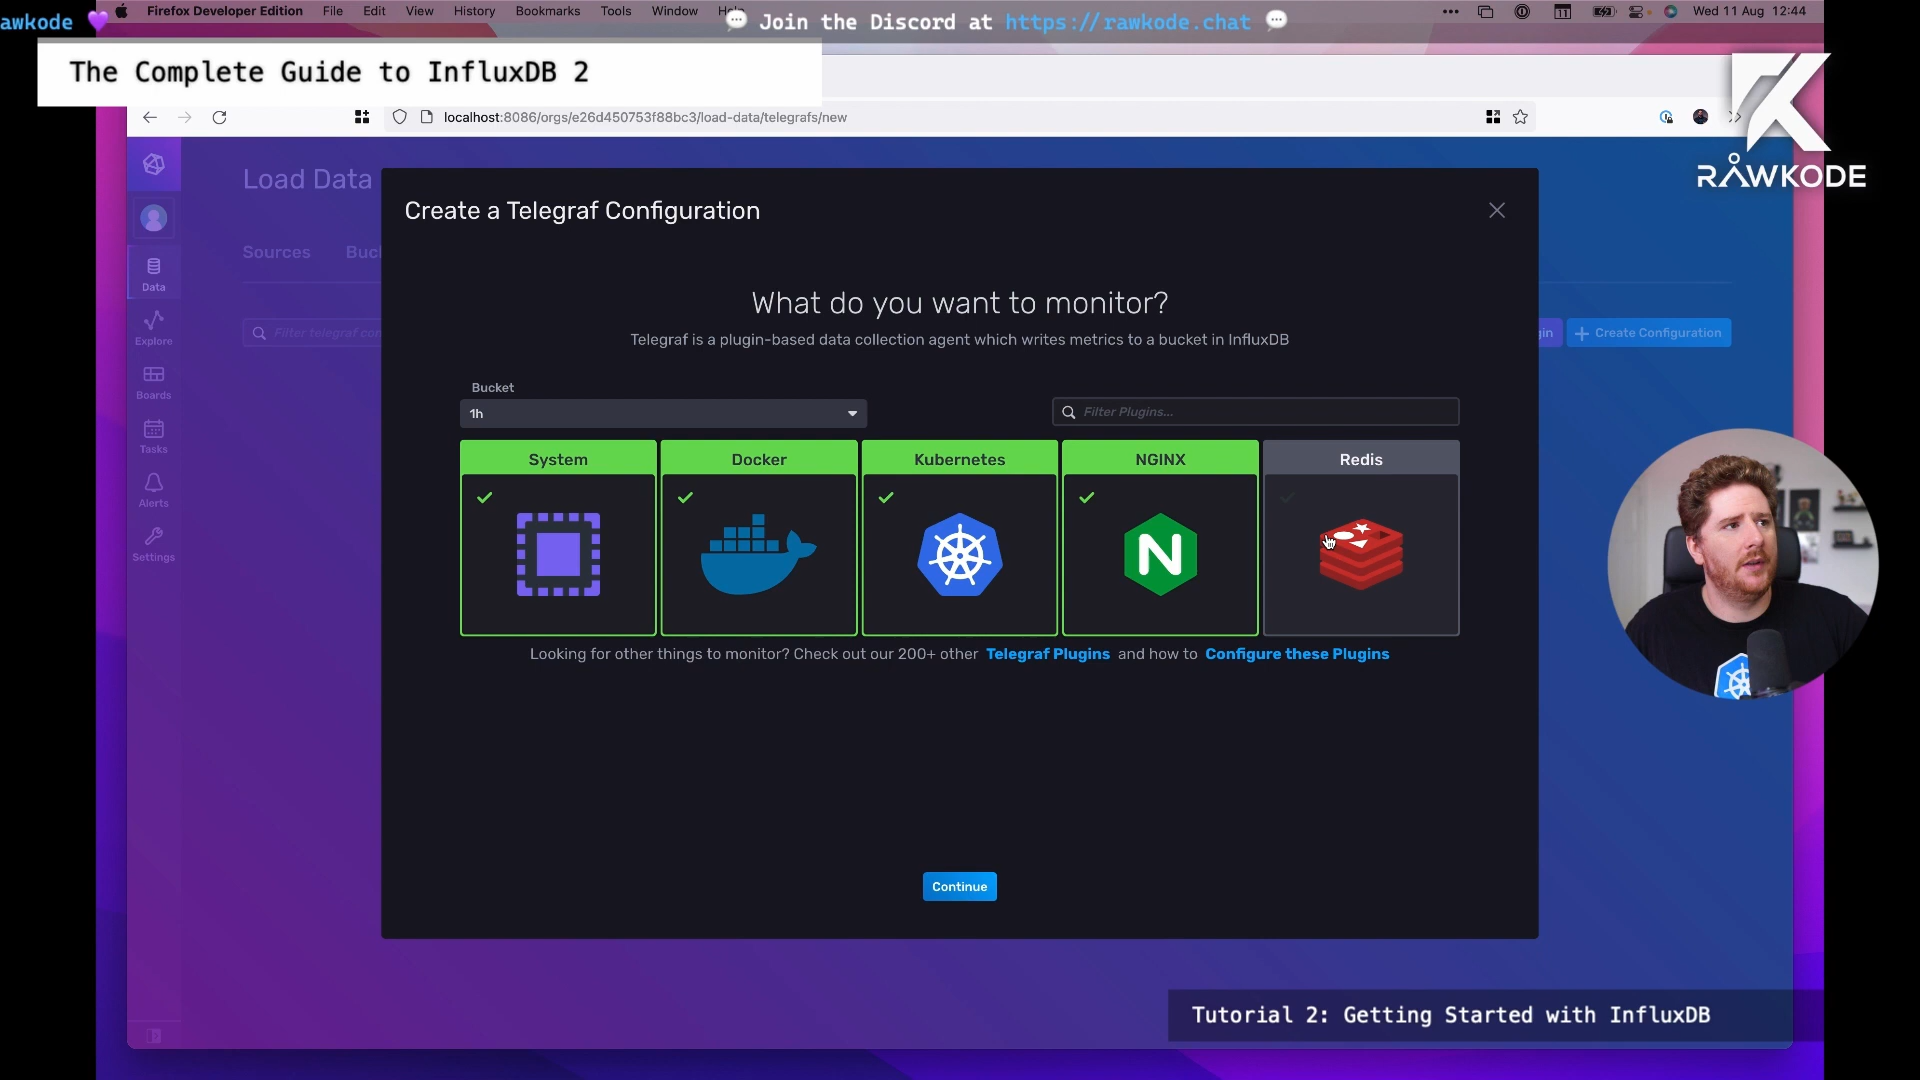 Firefox Developer Edition File Edit View History Bookmarks Tools Window
Wed 11 Aug 12:44
awkode 💜
💬 Join the Discord at https://rawkode.chat 💬
The Complete Guide to InfluxDB 2
localhost:8086/orgs/e26d450753f88bc3/load-data/telegrafs/new
RAWKODE
Load Data
Create a Telegraf Configuration
Sources
Data
What do you want to monitor?
Explore
Filter telegraf con
Telegraf is a plugin-based data collection agent which writes metrics to a bucket in InfluxDB
Create Configuration
Boards
Bucket
1h
Filter Plugins...
Tasks
System
Docker
Kubernetes
NGINX
Redis
Alerts
N
Settings
Looking for other things to monitor? Check out our 200+ other Telegraf Plugins and how to Configure these Plugins
Continue
Tutorial 2: Getting Started with InfluxDB